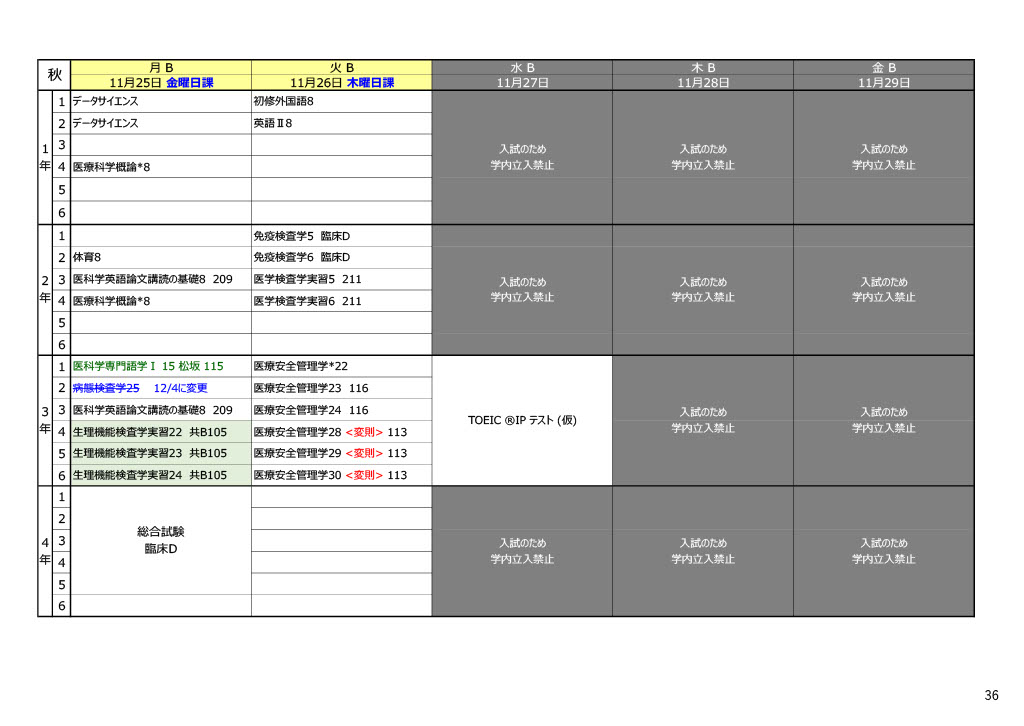 秋 月 B 火 B 水 B 木 B 金 B
11月25日 金曜日課 11月26日 木曜日課 11月27日 11月28日 11月29日
1年
1 データサイエンス 初修外国語8
2 データサイエンス 英語Ⅱ8
3
4 医療科学概論*8
5
6
入試のため 入試のため 入試のため
学内立入禁止 学内立入禁止 学内立入禁止
2年
1 免疫検査学5 臨床D
2 体育8 免疫検査学6 臨床D
3 医科学英語論文講読の基礎8 209 医学検査学実習5 211
4 医療科学概論*8 医学検査学実習6 211
5
6
入試のため 入試のため 入試のため
学内立入禁止 学内立入禁止 学内立入禁止
3年
1 医科学専門語学Ⅰ 15 松坂 115 医療安全管理学*22
2 病態検査学25 12/4に変更 医療安全管理学23 116
3 医科学英語論文講読の基礎8 209 医療安全管理学24 116
4 生理機能検査学実習22 共B105 医療安全管理学28 <変則> 113
5 生理機能検査学実習23 共B105 医療安全管理学29 <変則> 113
6 生理機能検査学実習24 共B105 医療安全管理学30 <変則> 113
TOEIC ®IP テスト (仮)
入試のため 入試のため
学内立入禁止 学内立入禁止
4年
1
2
3
4
5
6
総合試験
臨床D
入試のため 入試のため 入試のため
学内立入禁止 学内立入禁止 学内立入禁止
36